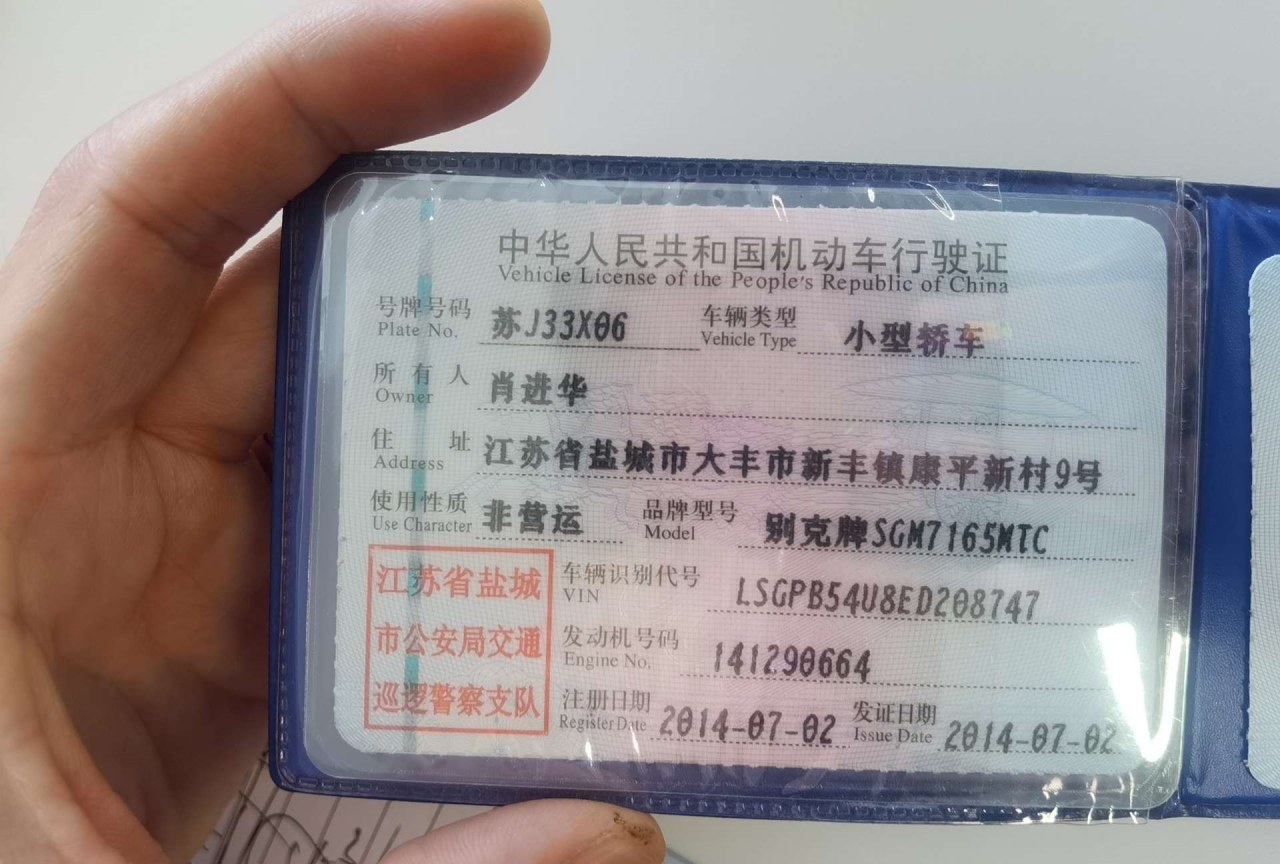 中华人民共和国机动车行驶证
Vehicle License of the People's Republic of China
号牌号码 苏J33X06 车辆类型 小型轿车
Plate No. Vehicle Type
所有人 肖进华
Owner
住址 江苏省盐城市大丰市新丰镇康平新村9号
Address
使用性质 非营运 品牌型号 别克牌SGM7165MTC
Use Character Model
江苏省盐城
市公安局交通
巡逻警察支队
车辆识别代号 LSGPB54U8ED208747
VIN
发动机号码 141290664
Engine No.
注册日期 2014-07-02 发证日期 2014-07-02
Register Date Issue Date